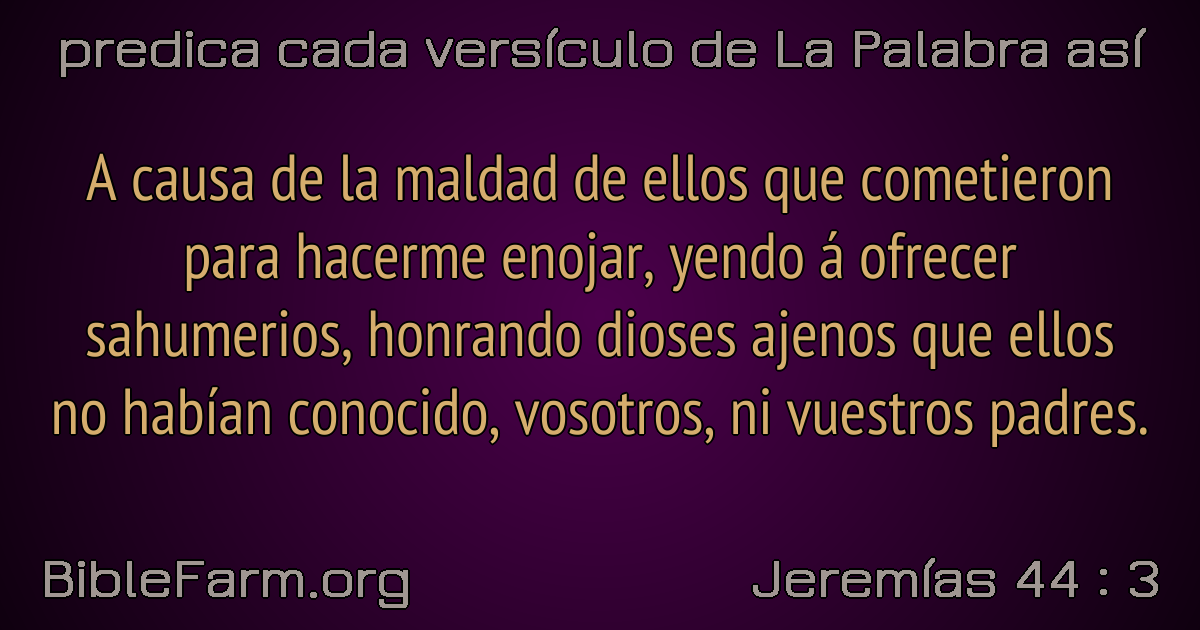 predica cada versículo de La Palabra así
A causa de la maldad de ellos que cometieron
para hacerme enojar, yendo á ofrecer
sahumerios, honrando dioses ajenos que ellos
no habían conocido, vosotros, ni vuestros padres.
BibleFarm.org
Jeremías 44 : 3